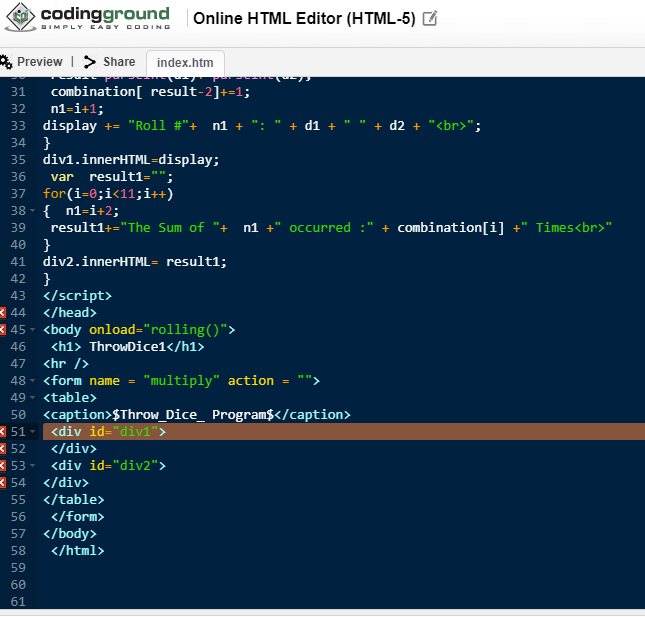 codingground
SIMPLY EASY CODING
Online HTML Editor (HTML-5)
Preview | Share index.htm
30 result=parseInt(d1)+ parseInt(d2);
31 combination[ result-2]+=1;
32 n1=i+1;
33 display += "Roll #"+ n1 + ": " + d1 + " " + d2 + "<br>";
34 }
35 div1.innerHTML=display;
36 var result1="";
37 for(i=0;i<11;i++)
38 { n1=i+2;
39 result1+="The Sum of "+ n1 +" occurred :" + combination[i] +" Times<br>"
40 }
41 div2.innerHTML= result1;
42 }
43 </script>
44 </head>
45 <body onload="rolling()">
46 <h1> ThrowDice1</h1>
47 <hr />
48 <form name = "multiply" action = "">
49 <table>
50 <caption>$Throw_Dice_ Program$</caption>
51 <div id="div1">
52 </div>
53 <div id="div2">
54 </div>
55 </table>
56 </form>
57 </body>
58 </html>
59
60
61